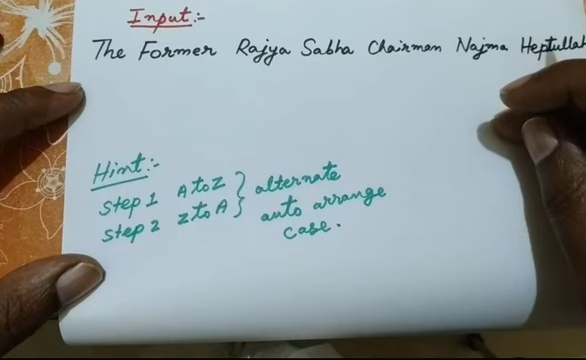 Input:-
The Former Rajya Sabha Chairman Najma Heptullah
Hint:-
Step 1 A to Z } alternate
Step 2 Z to A } auto arrange
case.